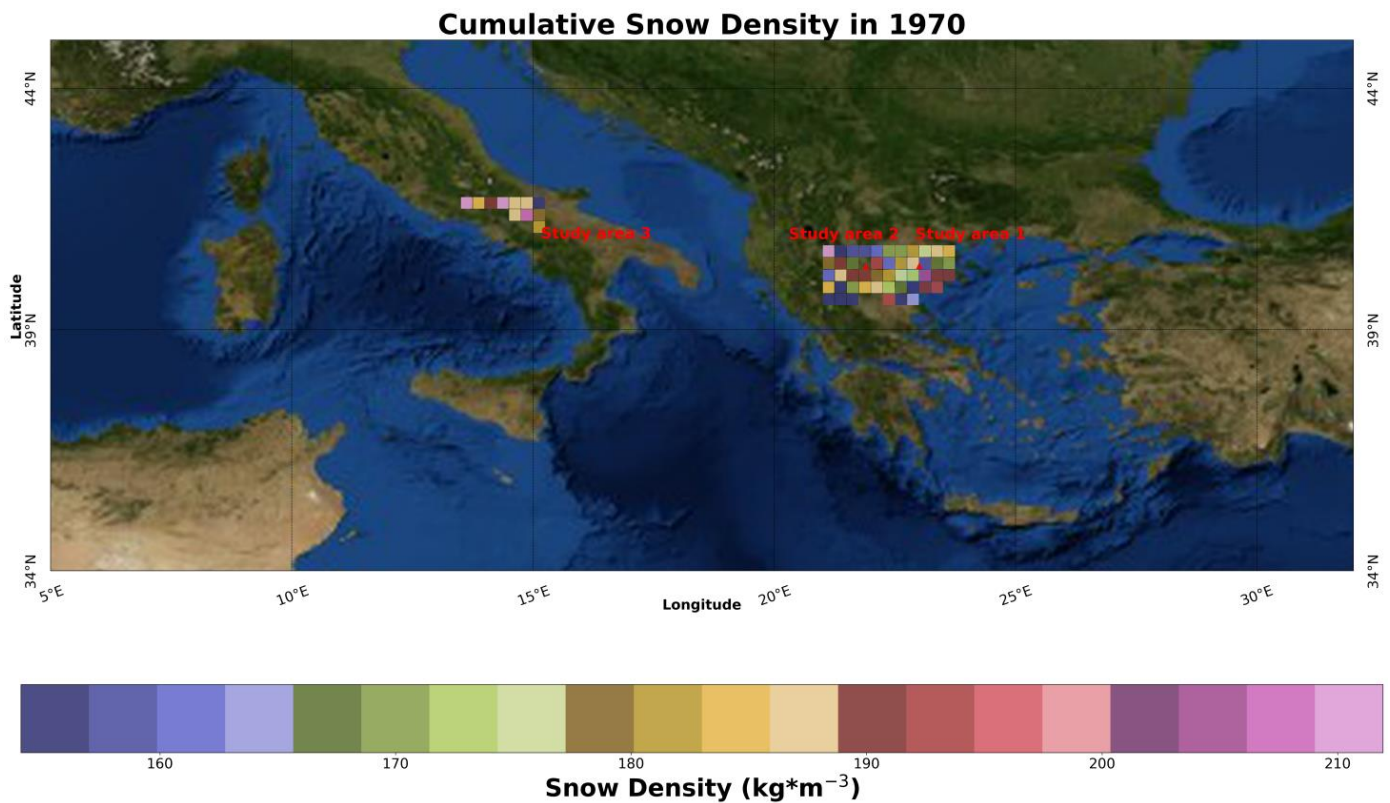 Cumulative Snow Density in 1970
44°N
44°N
Study area 3
Study area 2
Study area 1
Latitude
39°N
39°N
34°N
34°N
5°E
10°E
15°E
20°E
25°E
30°E
Longitude
160
170
180
190
200
210
Snow Density (kg*m⁻³)